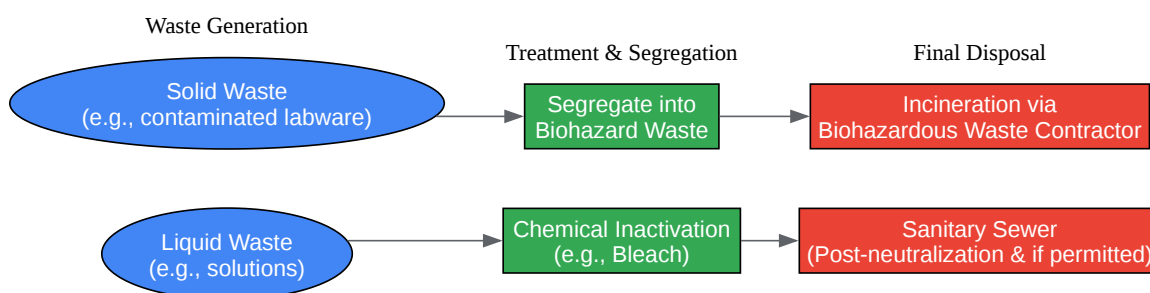 Waste Generation
Treatment & Segregation
Final Disposal
Solid Waste
(e.g., contaminated labware)
Segregate into
Biohazard Waste
Incineration via
Biohazardous Waste Contractor
Liquid Waste
(e.g., solutions)
Chemical Inactivation
(e.g., Bleach)
Sanitary Sewer
(Post-neutralization & if permitted)